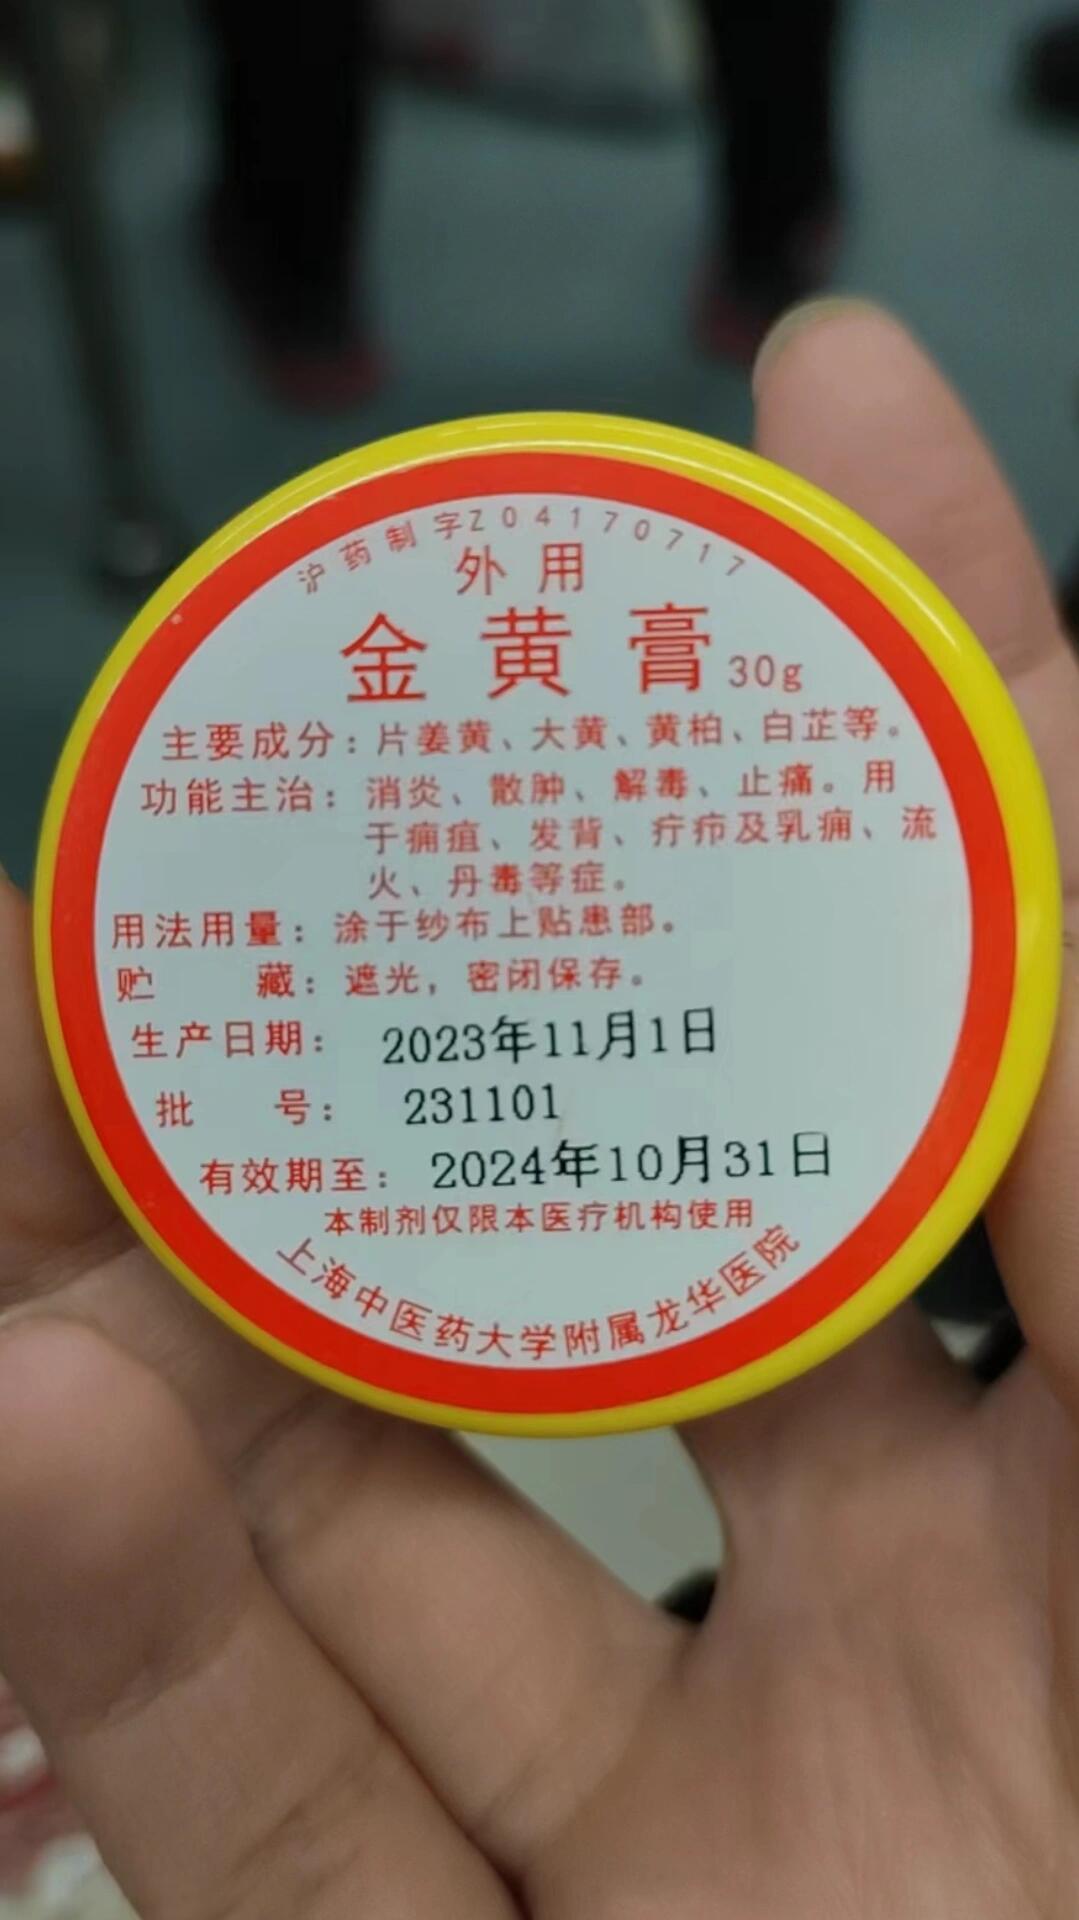 沪药制字Z04170717
外用
金黄膏30g
主要成分：片姜黄、大黄、黄柏、白芷等。
功能主治：消炎、散肿、解毒、止痛。用
于痈疽、发背、疔疖及乳痈、流
火、丹毒等症。
用法用量：涂于纱布上贴患部。
贮 藏：遮光，密闭保存。
生产日期：2023年11月1日
批 号：231101
有效期至：2024年10月31日
本制剂仅限本医疗机构使用
上海中医药大学附属龙华医院